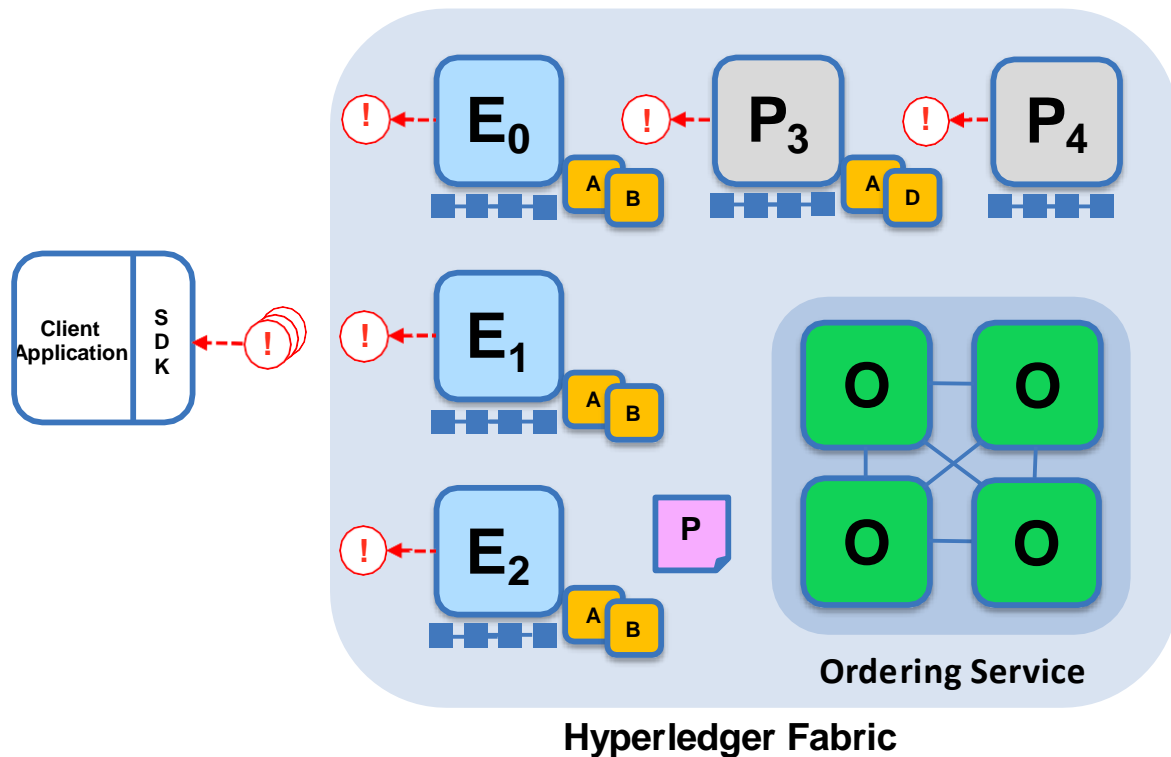 ! E₀ ! P₃ ! P₄
A B A D
Client
Application
S
D
K
!
! E₁
A B
O O
! E₂
A B
P
O O
Ordering Service
Hyperledger Fabric